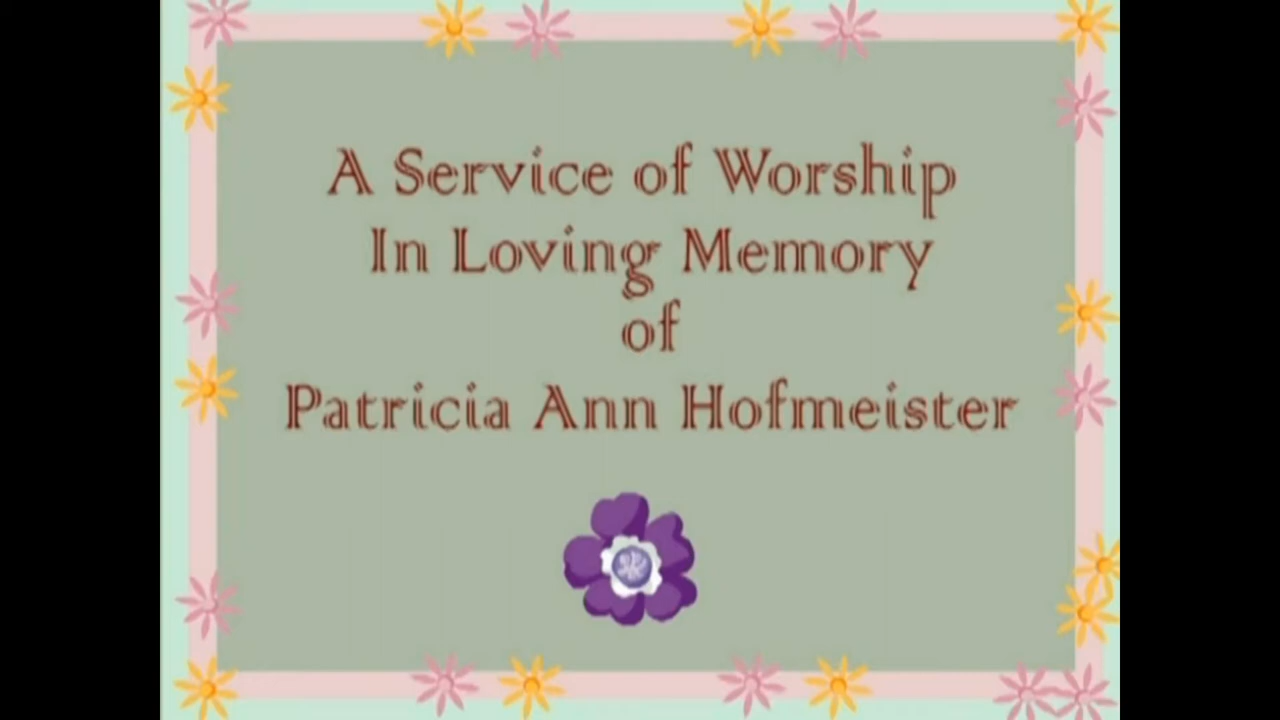 A Service of Worship
In Loving Memory
of
Patricia Ann Hofmeister